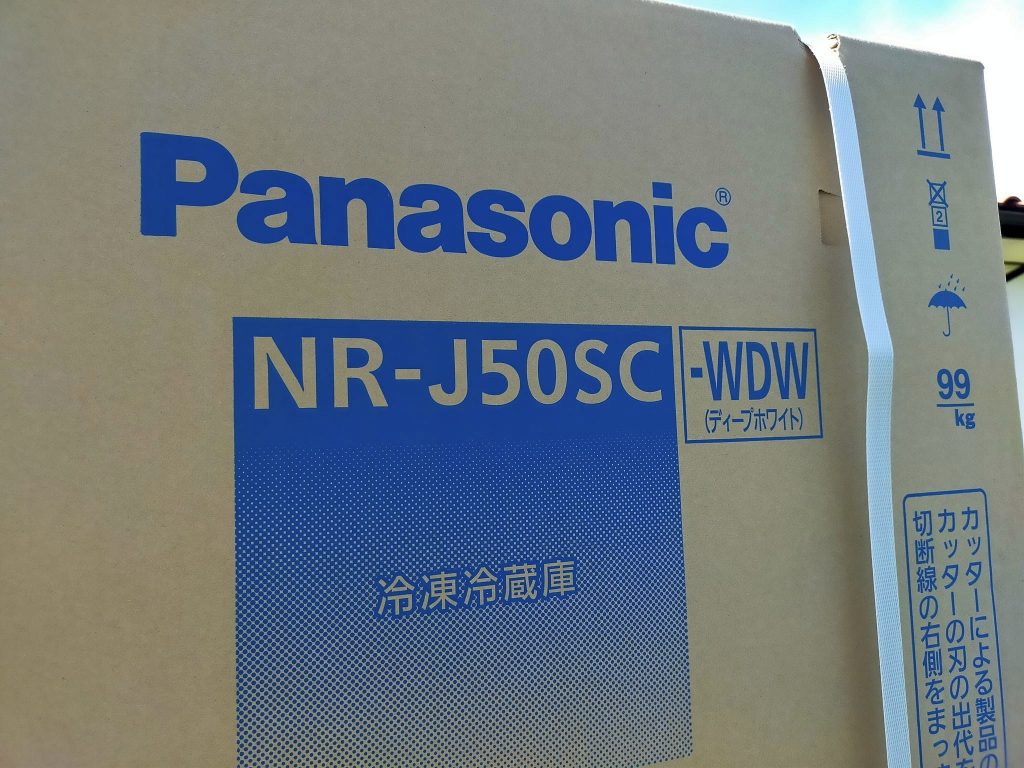 Panasonic®
NR-J50SC
-WDW
(ディープホワイト)
冷凍冷蔵庫
2
99
kg
カッターによる製品の
カッターの刃の出代を
切断線の右側をまっ